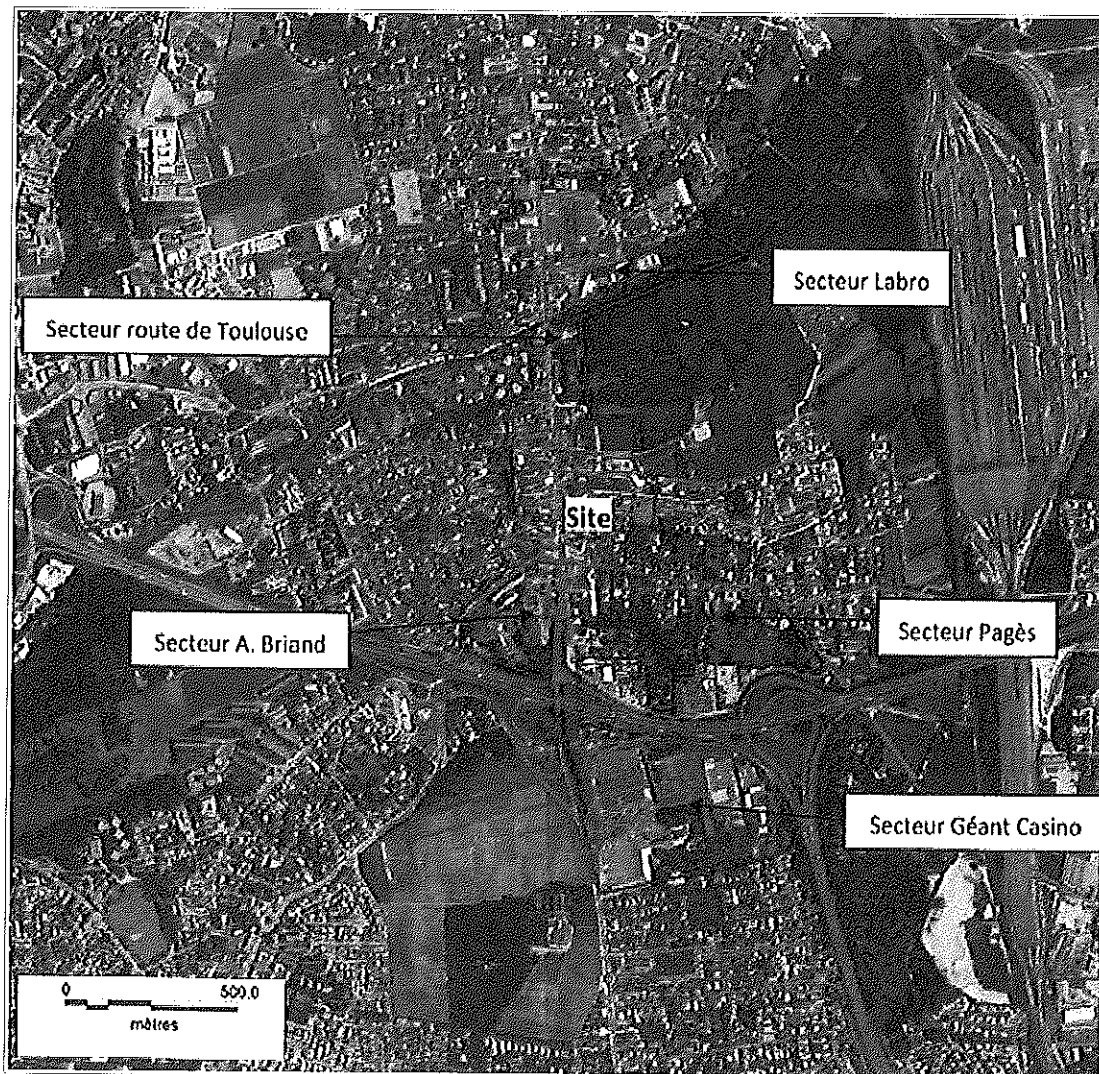 Secteur Labro
Secteur route de Toulouse
Site
Secteur A. Briand
Secteur Pagès
Secteur Géant Casino
0 500.0
mètres